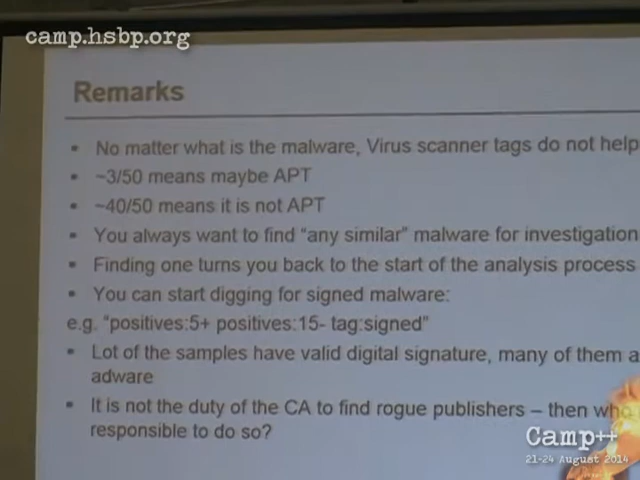 camp.hsbp.org
Remarks
• No matter what is the malware, Virus scanner tags do not help
• ~3/50 means maybe APT
• ~40/50 means it is not APT
• You always want to find "any similar" malware for investigation
• Finding one turns you back to the start of the analysis process
• You can start digging for signed malware:
e.g. "positives:5+ positives:15- tag:signed"
• Lot of the samples have valid digital signature, many of them a
adware
• It is not the duty of the CA to find rogue publishers – then who
responsible to do so?
Camp++
21-24 August 2014